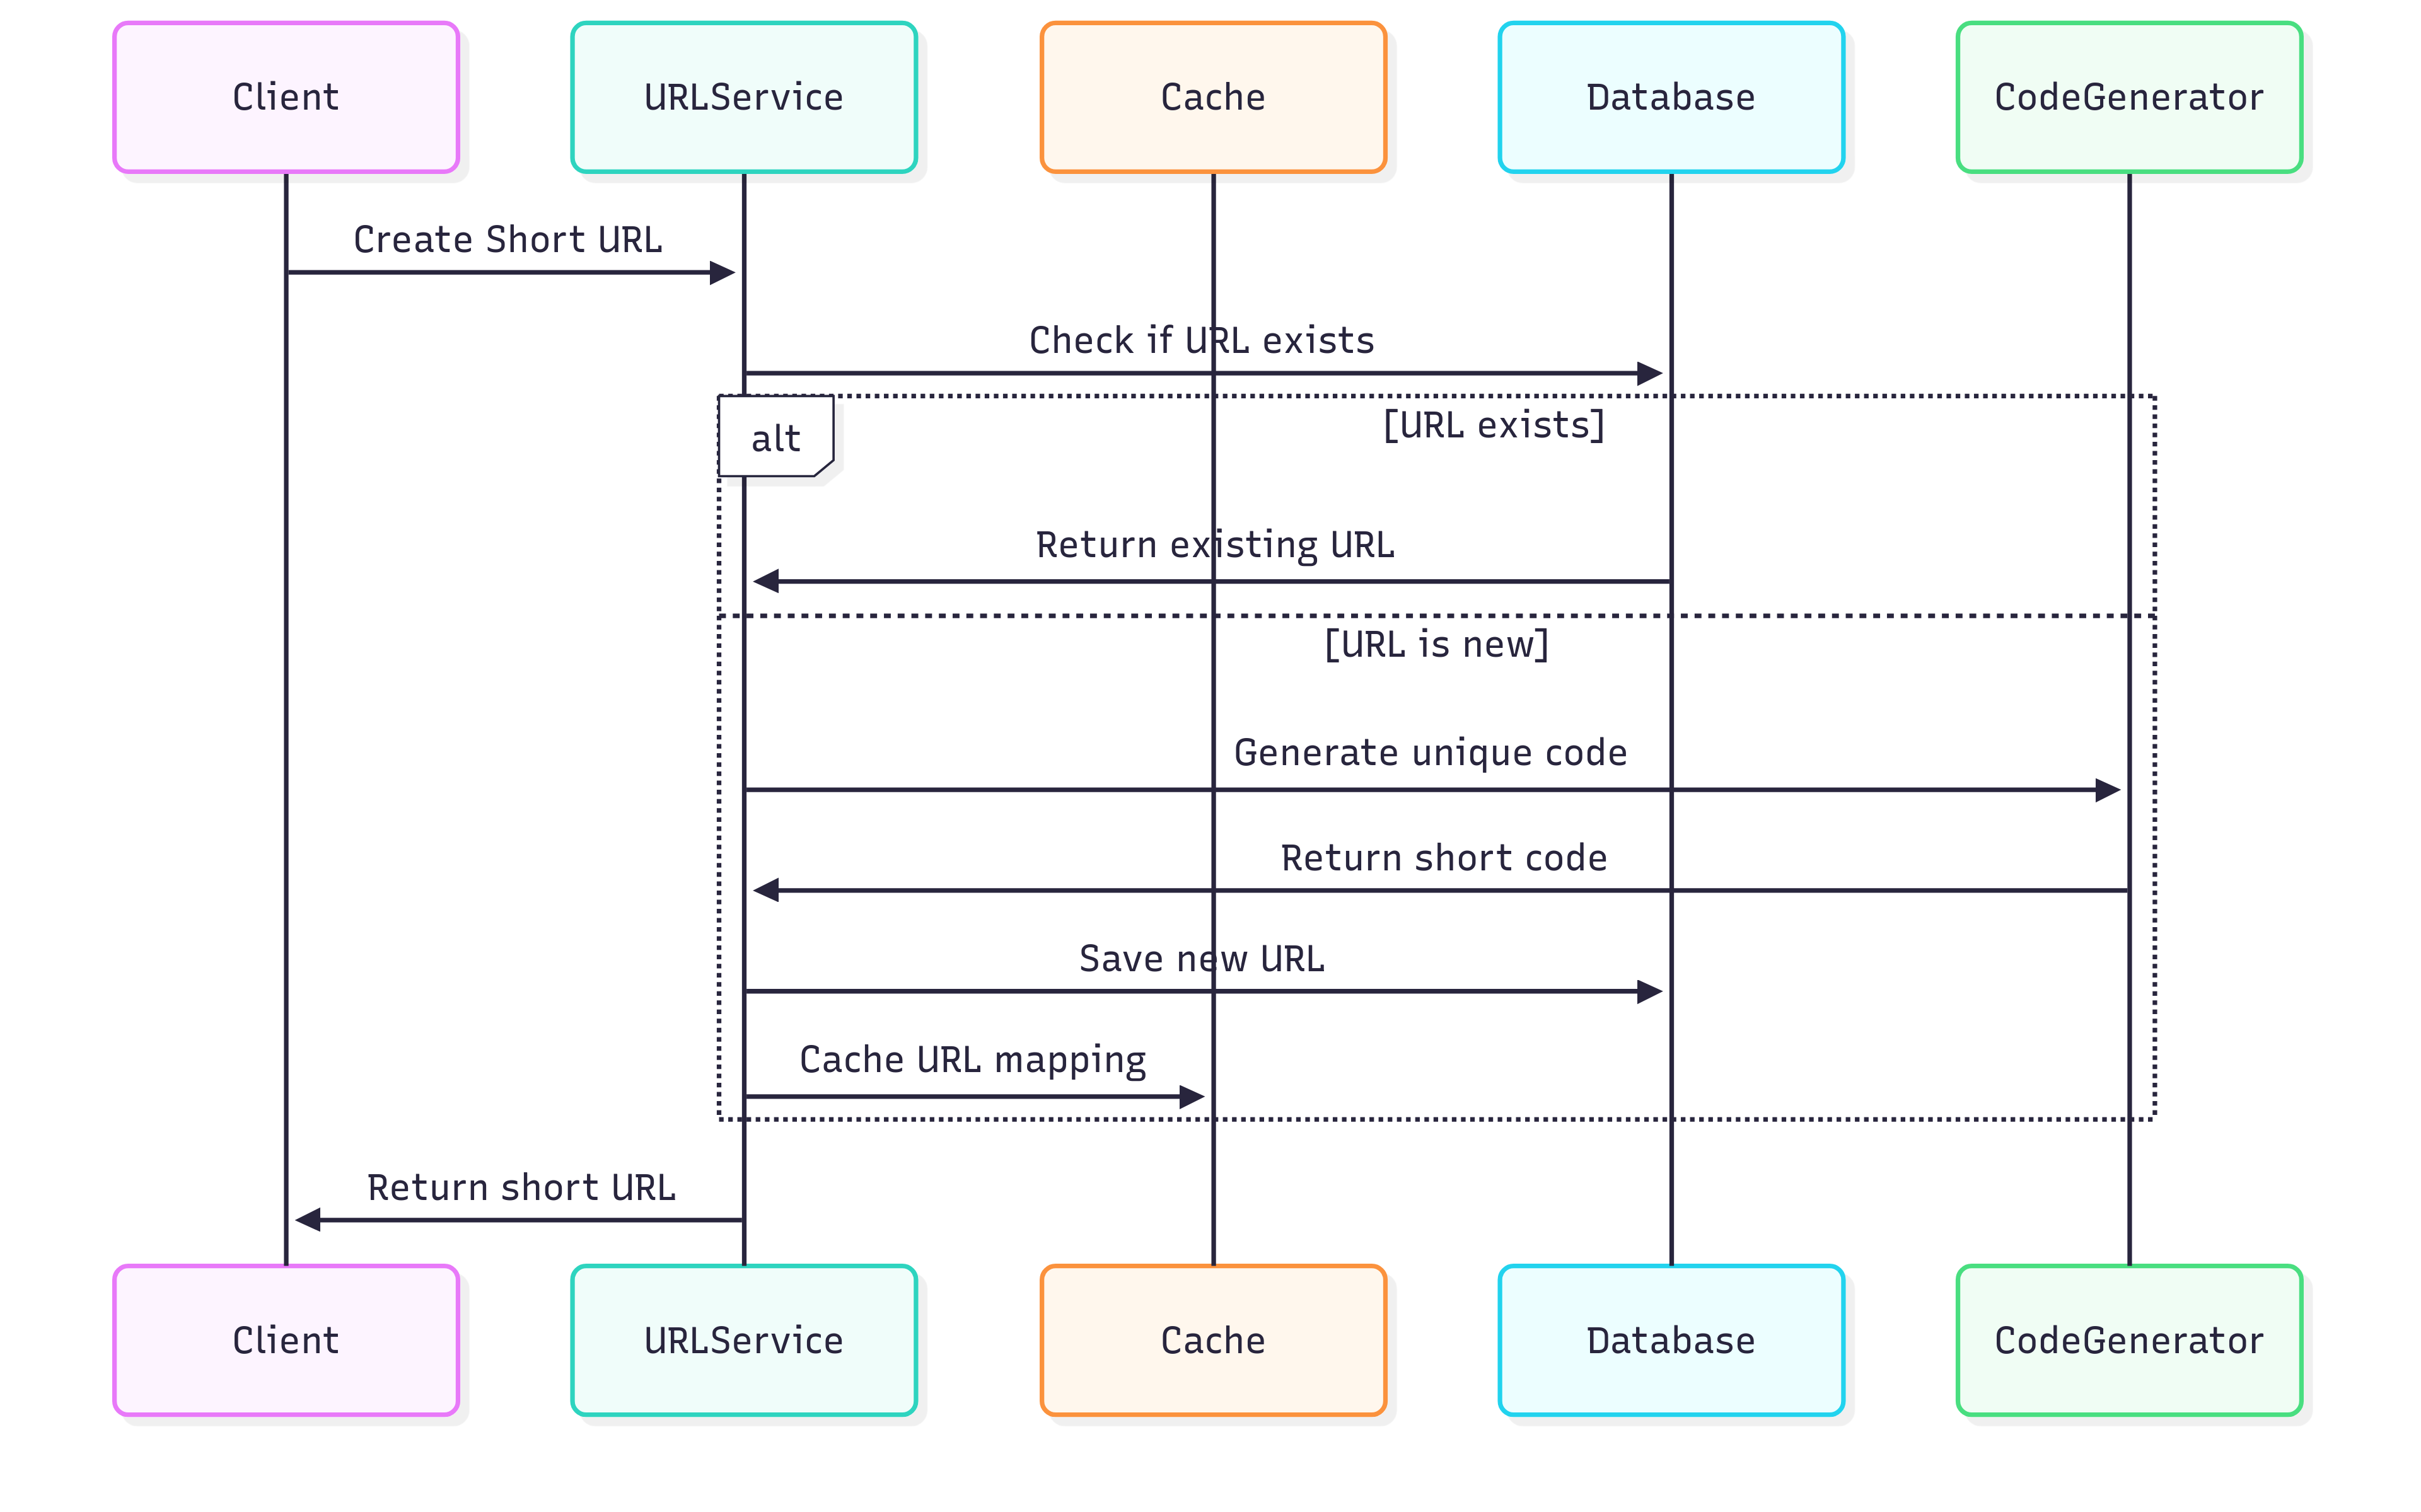 Client
URLService
Cache
Database
CodeGenerator
Create Short URL
Check if URL exists
alt
[URL exists]
Return existing URL
[URL is new]
Generate unique code
Return short code
Save new URL
Cache URL mapping
Return short URL
Client
URLService
Cache
Database
CodeGenerator